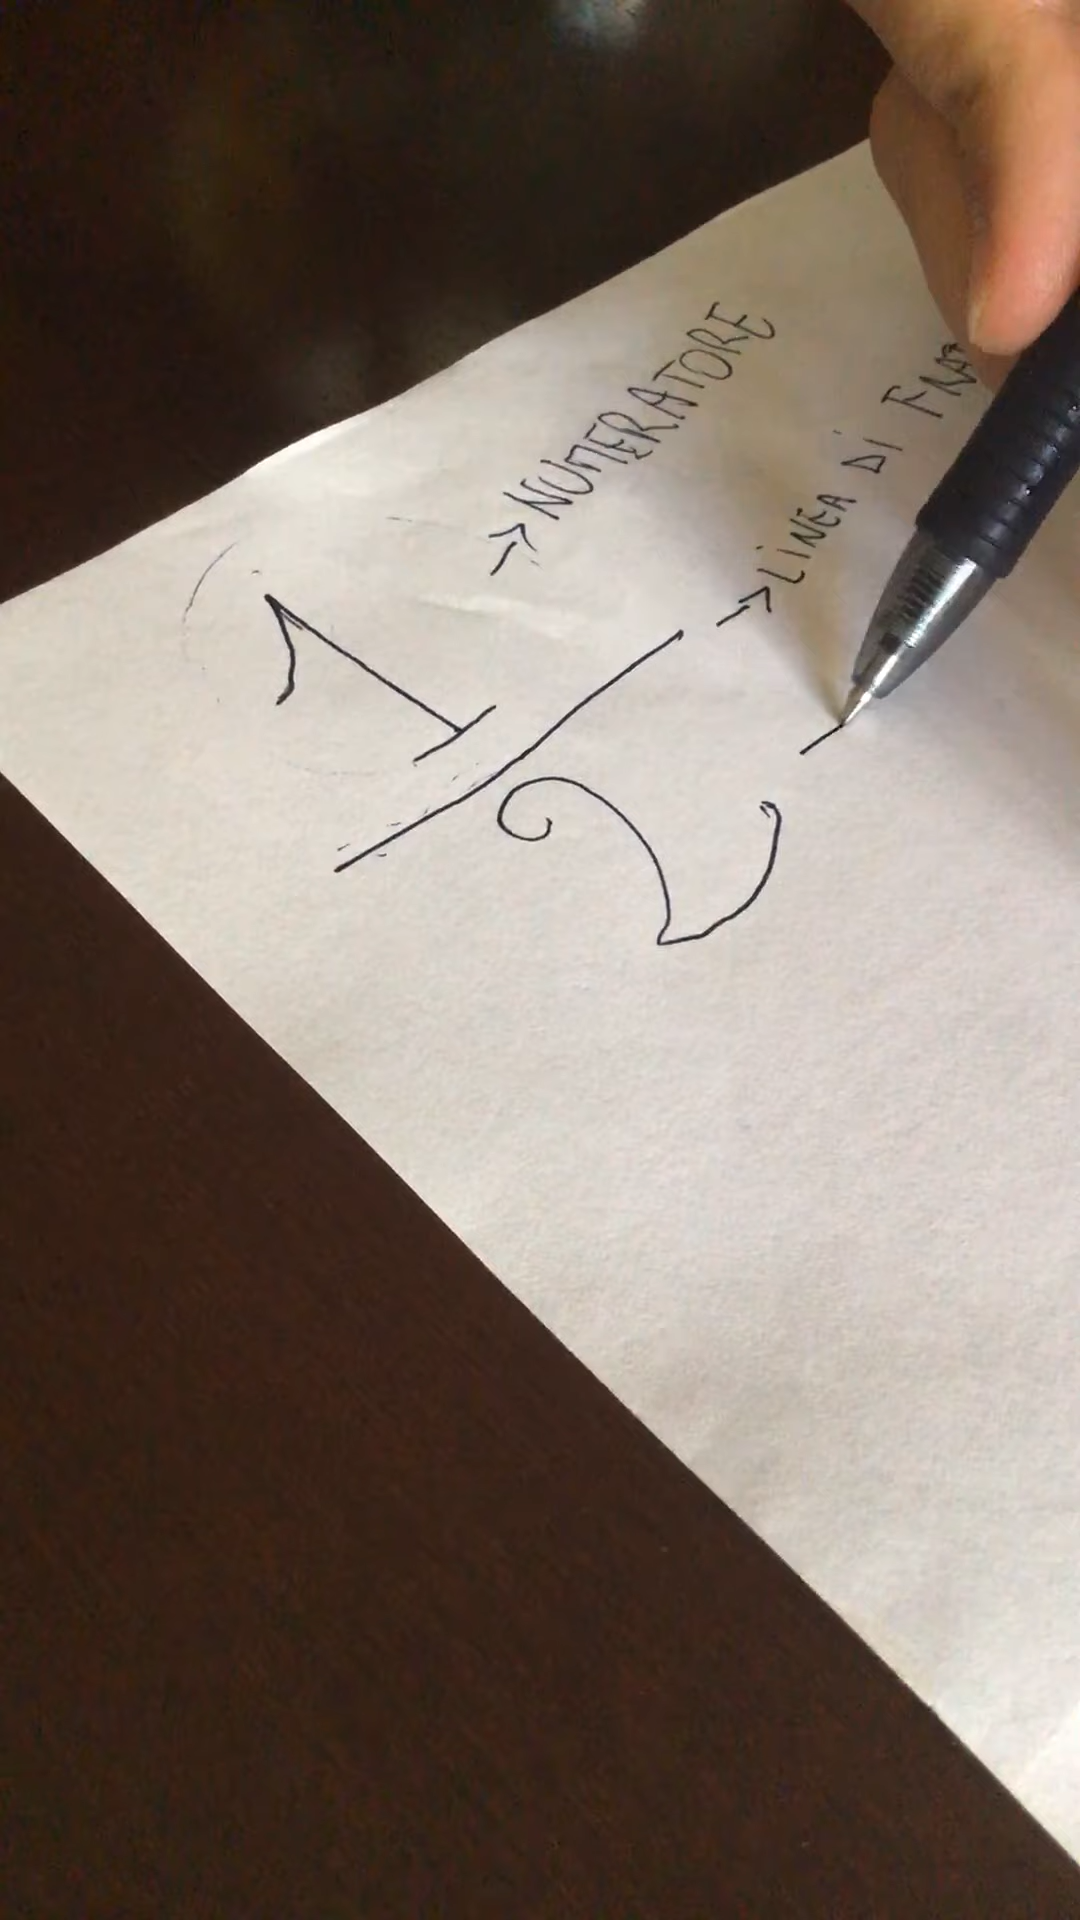 1 → NUMERATORE
→ LINEA DI
2